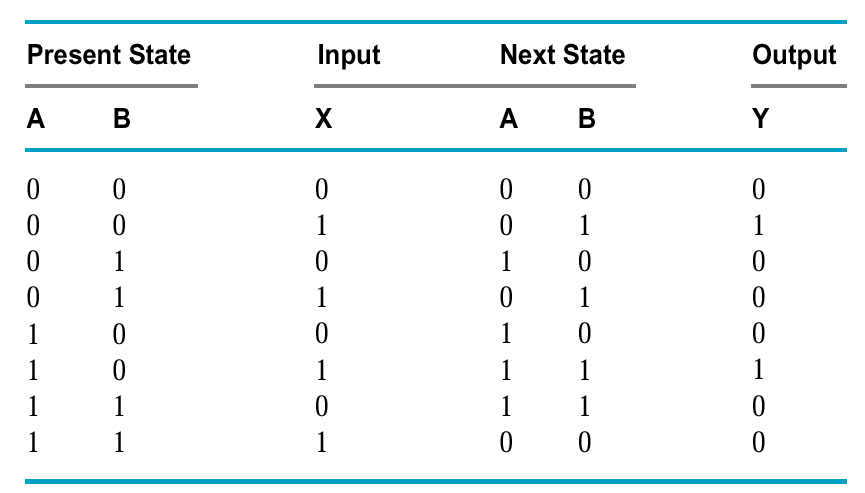 Present State Input Next State Output
A B X A B Y
0 0 0 0 0 0
0 0 1 0 1 1
0 1 0 1 0 0
0 1 1 0 1 0
1 0 0 1 0 0
1 0 1 1 1 1
1 1 0 1 1 0
1 1 1 0 0 0